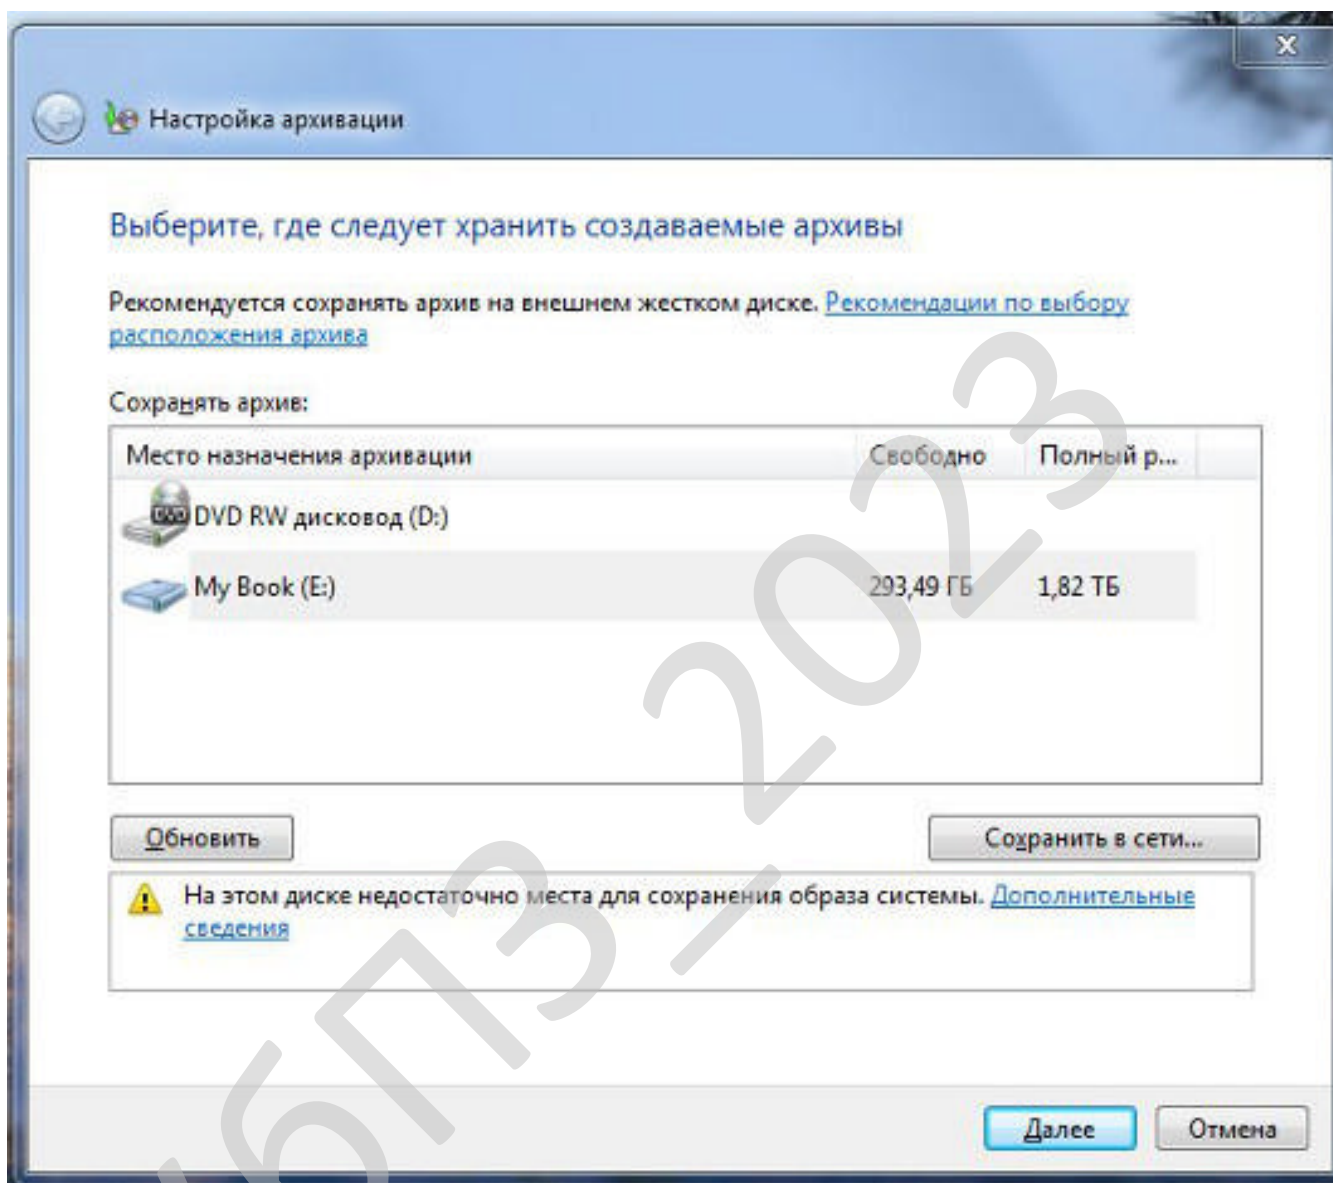 X
Настройка архивации
Выберите, где следует хранить создаваемые архивы
Рекомендуется сохранять архив на внешнем жестком диске. Рекомендации по выбору
расположения архива
Сохранять архив:
Место назначения архивации Свободно Полный р...
DVD RW дисковод (D:)
My Book (E:) 293,49 ГБ 1,82 ТБ
Обновить Сохранить в сети...
На этом диске недостаточно места для сохранения образа системы. Дополнительные
сведения
Далее Отмена
бПЗ_2023